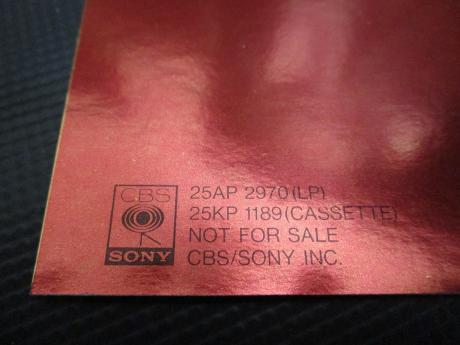 CBS
SONY
25AP 2970(LP)
25KP 1189(CASSETTE)
NOT FOR SALE
CBS/SONY INC.